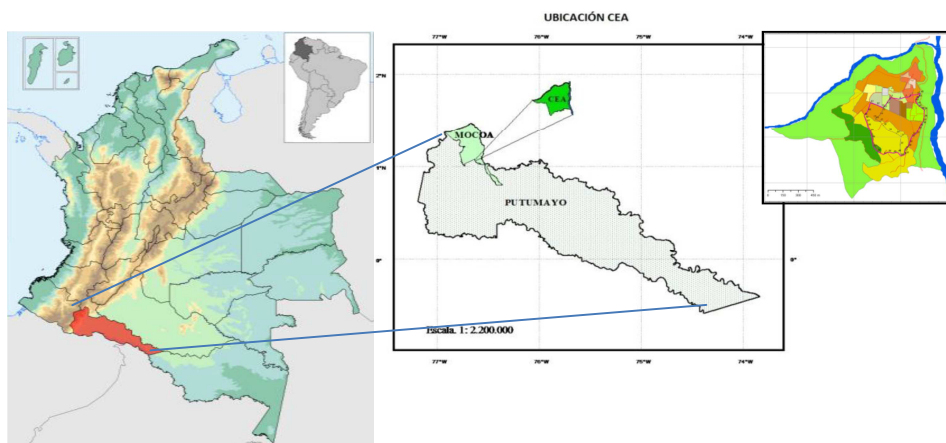 UBICACIÓN CEA
77°W 76°W 75°W 74°W
2°N
CEA
MOCOA
1°N
PUTUMAYO
0° 0°
Escala. 1: 2.200.000
77°W 76°W 75°W 74°W